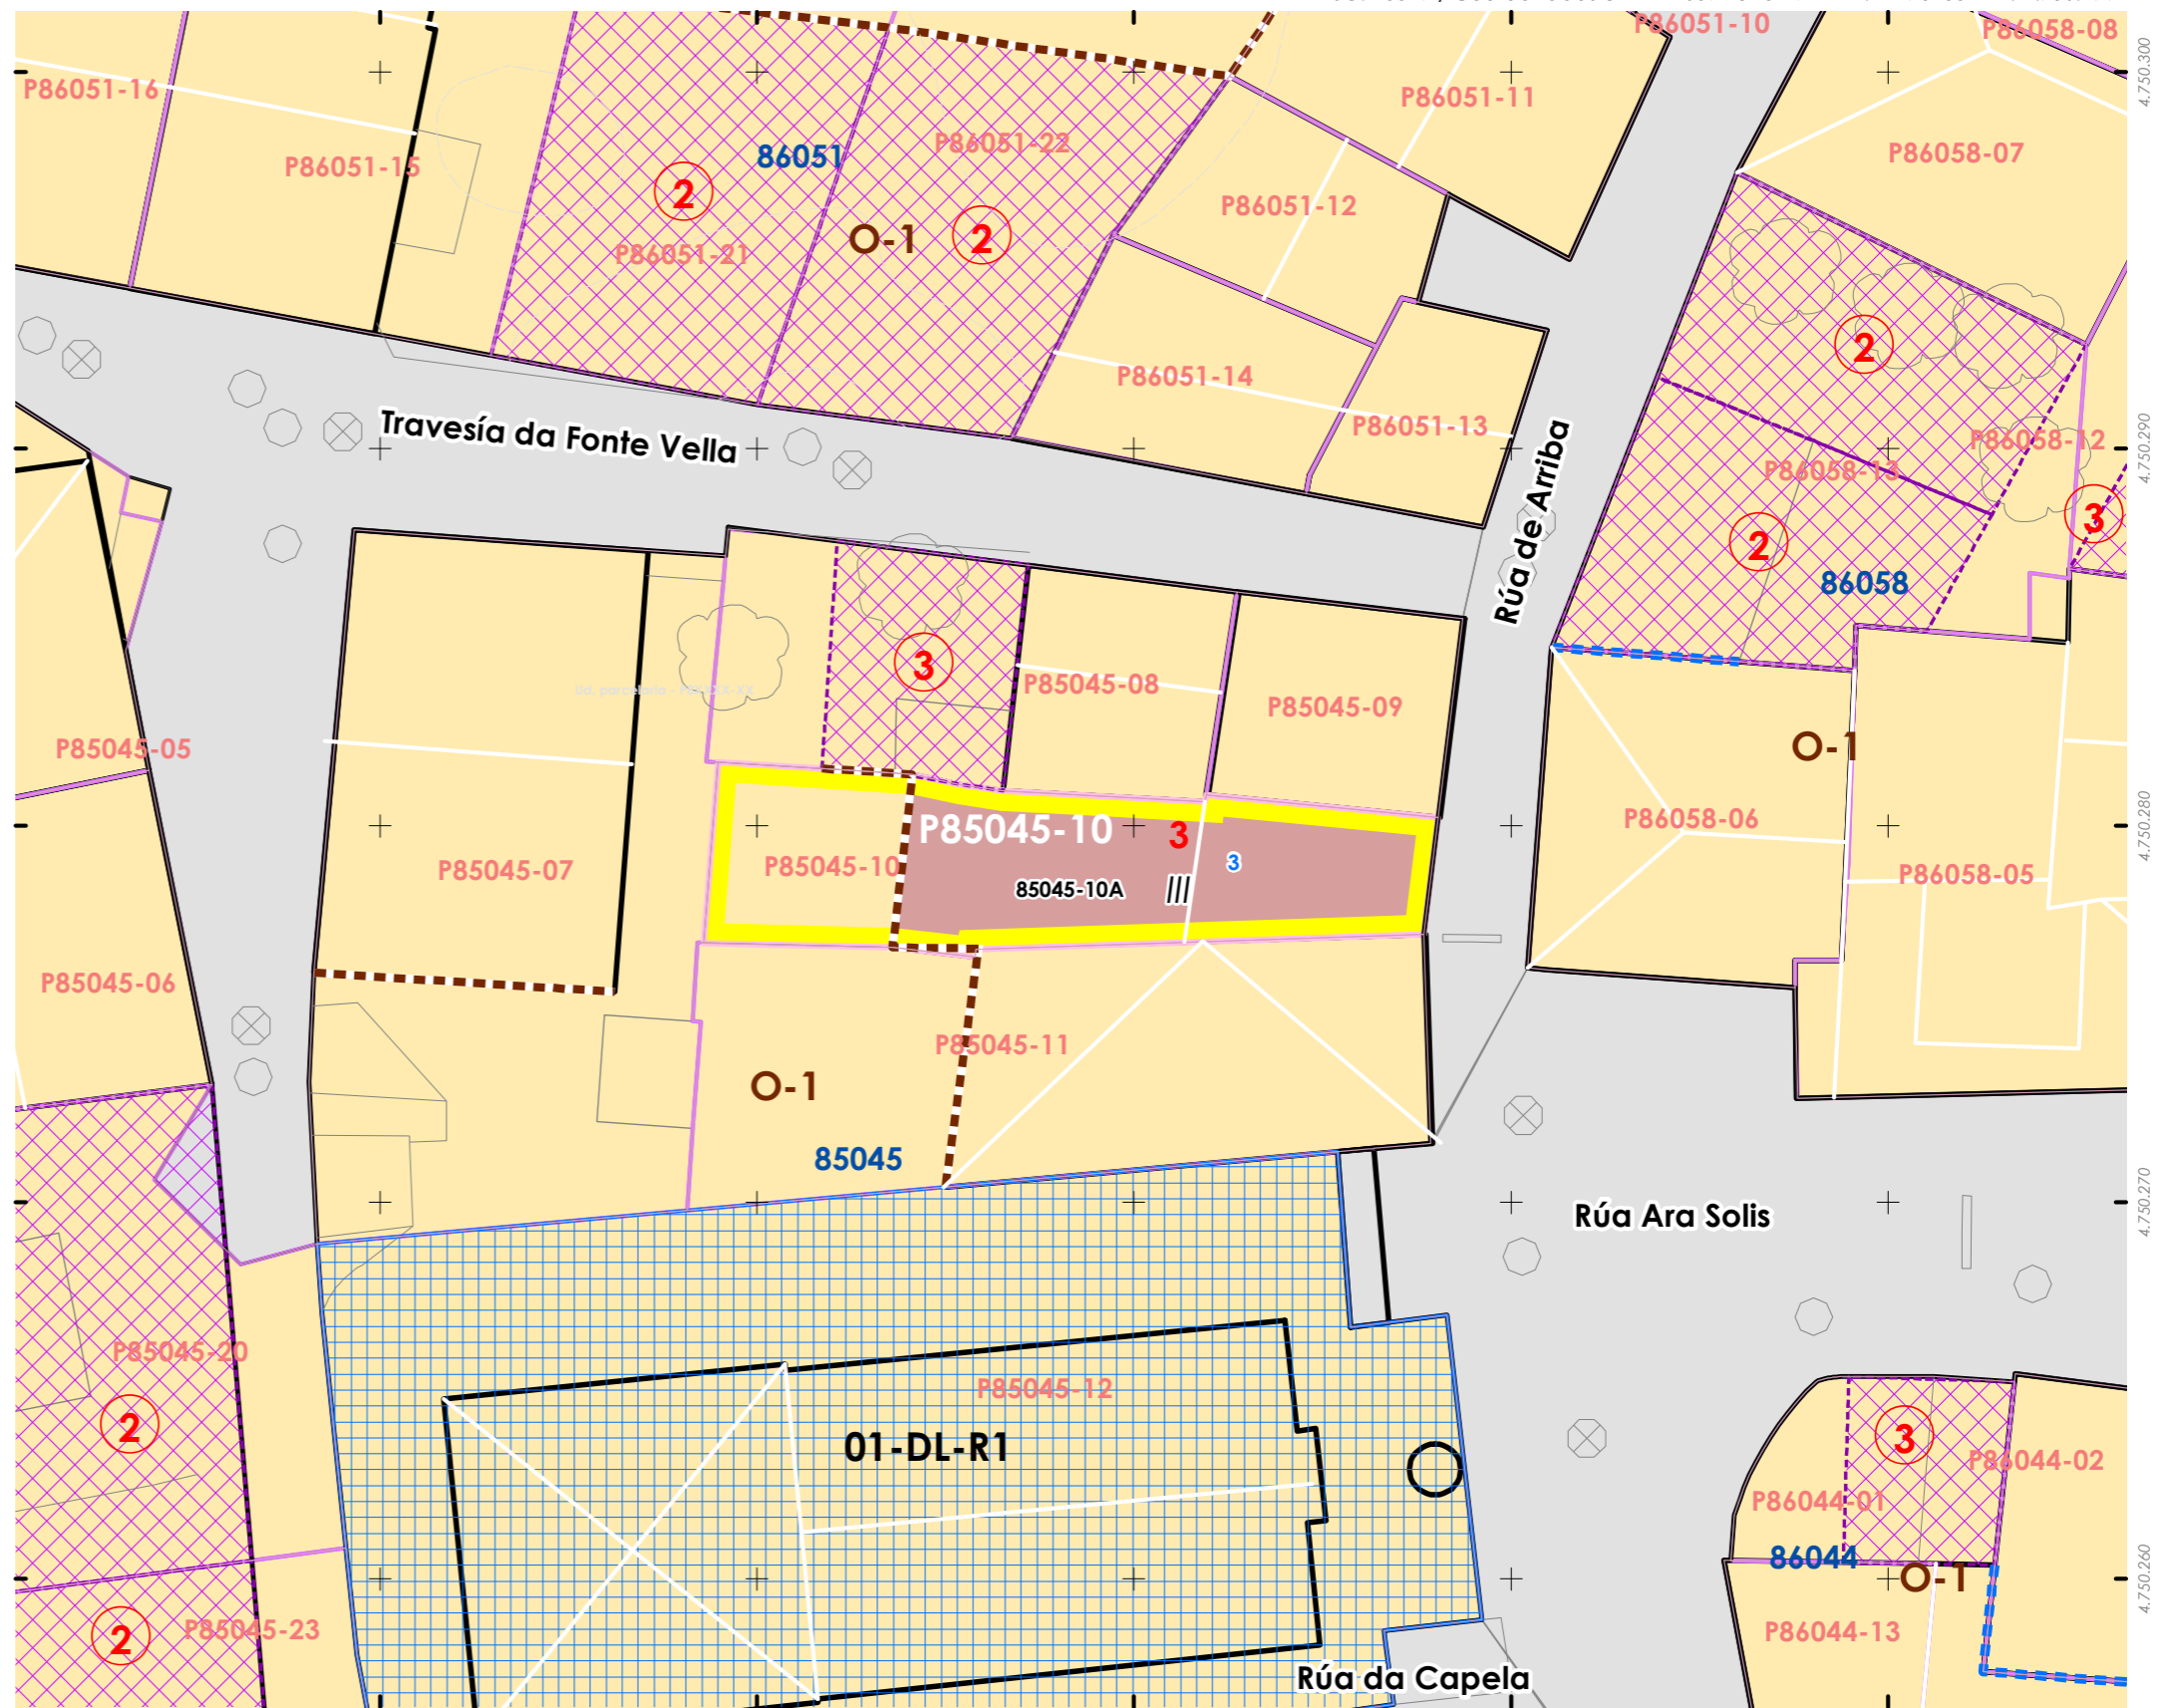 P86051-10
P86058-08
4.750.300
P86051-16
P86051-11
P86051-22
86051
P86058-07
P86051-15
2
P86051-12
O-1
2
P86051-21
2
P86051-14
Travesía da Fonte Vella
P86051-13
P86058-12
4.750.290
P86058-13
Rúa de Arriba
3
2
86058
3
P85045-08
Ud. parcelaria - PXXXXX-XX
P85045-09
P85045-05
O-1
P86058-06
4.750.280
P85045-10
3
P85045-10
3
P85045-07
85045-10A
III
P86058-05
P85045-06
P85045-11
O-1
85045
Rúa Ara Solis
4.750.270
P85045-20
P85045-12
2
01-DL-R1
3
P86044-02
P86044-01
86044
O-1
4.750.260
P85045-23
2
P86044-13
Rúa da Capela